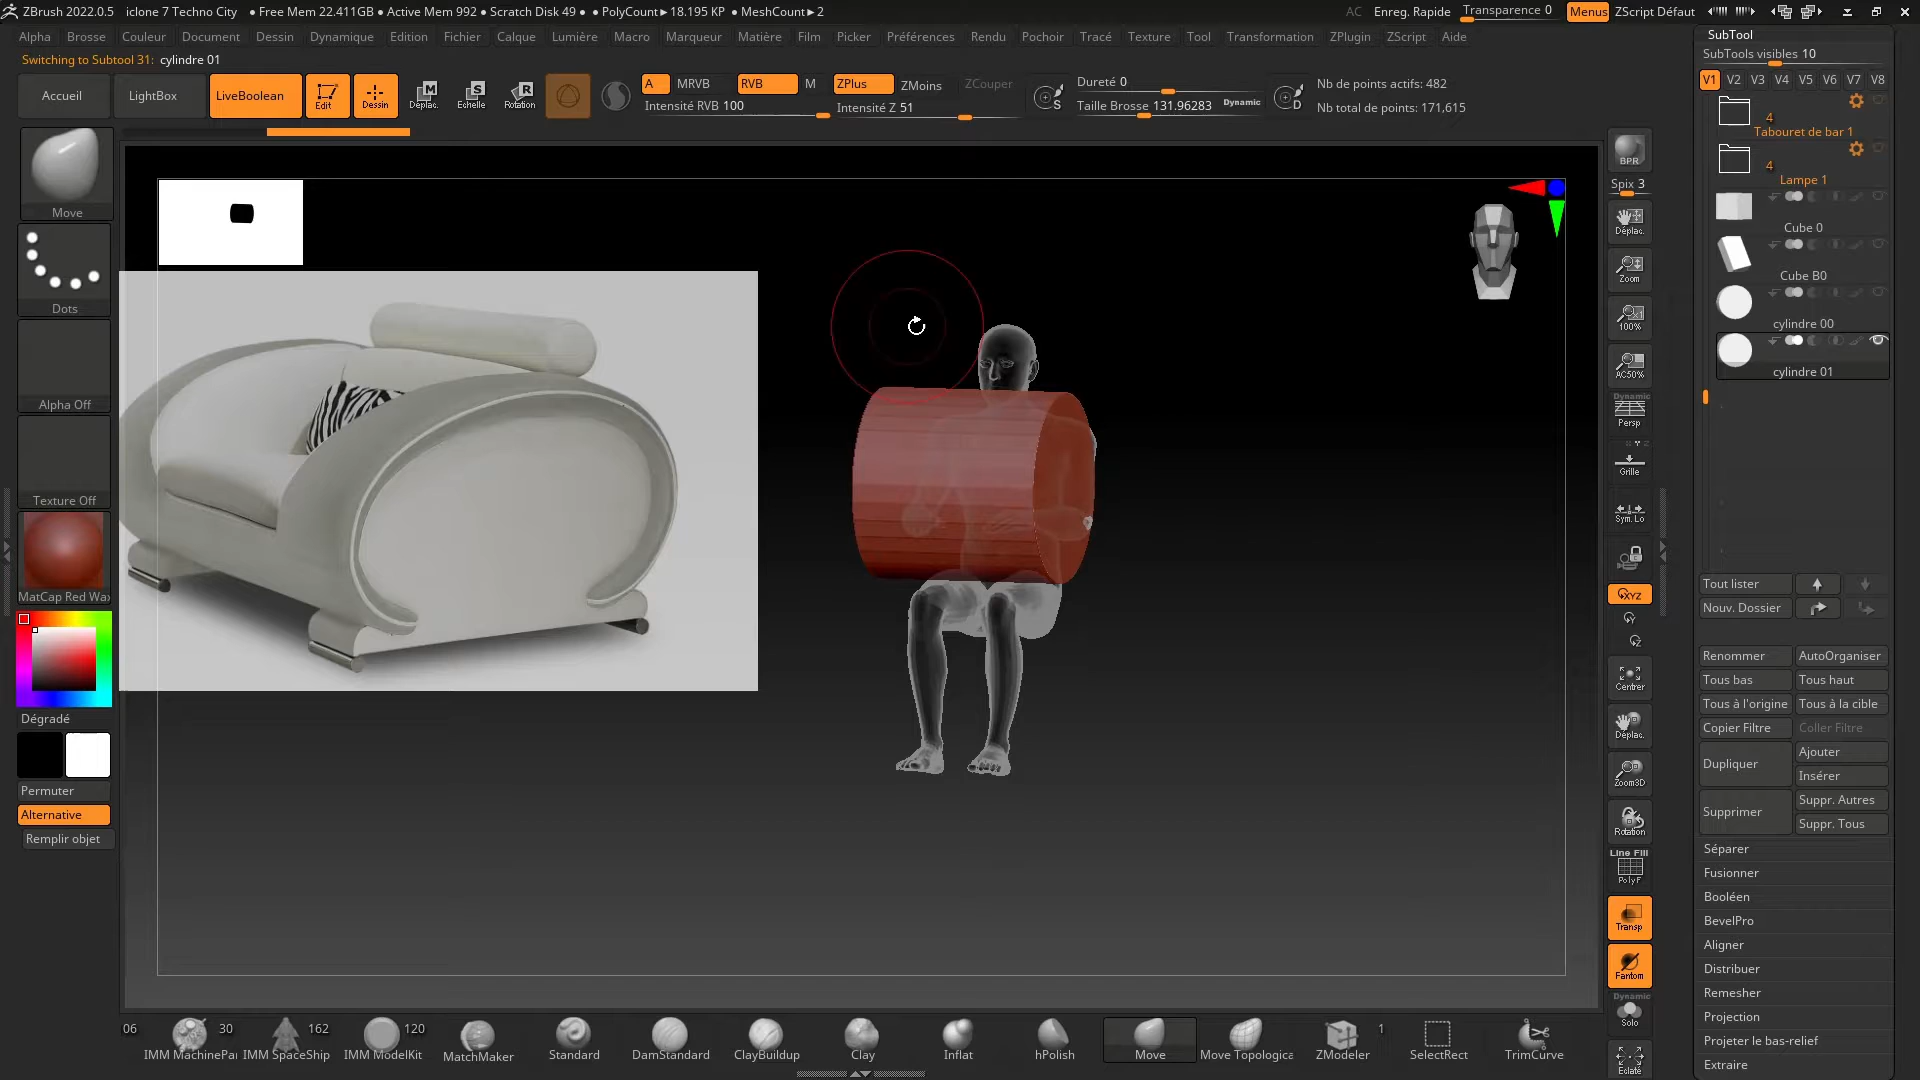 ZBrush 2022.0.5 iclone 7 Techno City • Free Mem 22.411GB • Active Mem 992 • Scratch Disk 49 • • PolyCount► 18.195 KP • MeshCount►2 AC Enreg. Rapide Transparence 0 Menus ZScript Défaut
Alpha Brosse Couleur Document Dessin Dynamique Edition Fichier Calque Lumière Macro Marqueur Matière Film Picker Préférences Rendu Pochoir Tracé Texture Tool Transformation ZPlugin ZScript Aide
Switching to Subtool 31: cylindre 01
Accueil LightBox LiveBoolean Edit Dessin Déplac. Echelle Rotation
A MRVB RVB M ZPlus ZMoins ZCouper
Intensité RVB 100 Intensité Z 51
Dureté 0
Taille Brosse 131.96283 Dynamic
Nb de points actifs: 482
Nb total de points: 171,615
Move
Dots
Alpha Off
Texture Off
MatCap Red Wax
Dégradé
Permuter
Alternative
Remplir objet
BPR
Spix 3
Déplac.
Zoom
100%
AC50%
Dynamic
Persp
Grille
Sym. Lo
XYZ
Centrer
Déplac.
Zoom3D
Rotation
Line Fill
PolyF
Transp
Fantom
Dynamic
Solo
Eclaté
SubTool
SubTools visibles 10
V1 V2 V3 V4 V5 V6 V7 V8
4
Tabouret de bar 1
4
Lampe 1
Cube 0
Cube B0
cylindre 00
cylindre 01
Tout lister
Nouv. Dossier
Renommer AutoOrganiser
Tous bas Tous haut
Tous à l'origine Tous à la cible
Copier Filtre Coller Filtre
Dupliquer Ajouter
Insérer
Supprimer Suppr. Autres
Suppr. Tous
Séparer
Fusionner
Booléen
BevelPro
Aligner
Distribuer
Remesher
Projection
Projeter le bas-relief
Extraire
06 30 162 120 1
IMM MachinePar IMM SpaceShip IMM ModelKit MatchMaker Standard DamStandard ClayBuildup Clay Inflat hPolish Move Move Topologica ZModeler SelectRect TrimCurve